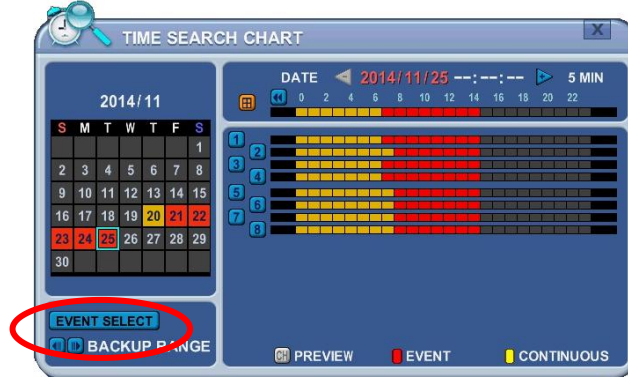 TIME SEARCH CHART X
DATE 2014/11/25 --:--:-- 5 MIN
0 2 4 6 8 10 12 14 16 18 20 22
2014/11
S M T W T F S
1
2 3 4 5 6 7 8
9 10 11 12 13 14 15
16 17 18 19 20 21 22
23 24 25 26 27 28 29
30
1
2
3
4
5
6
7
8
EVENT SELECT
BACKUP RANGE
CH PREVIEW EVENT CONTINUOUS